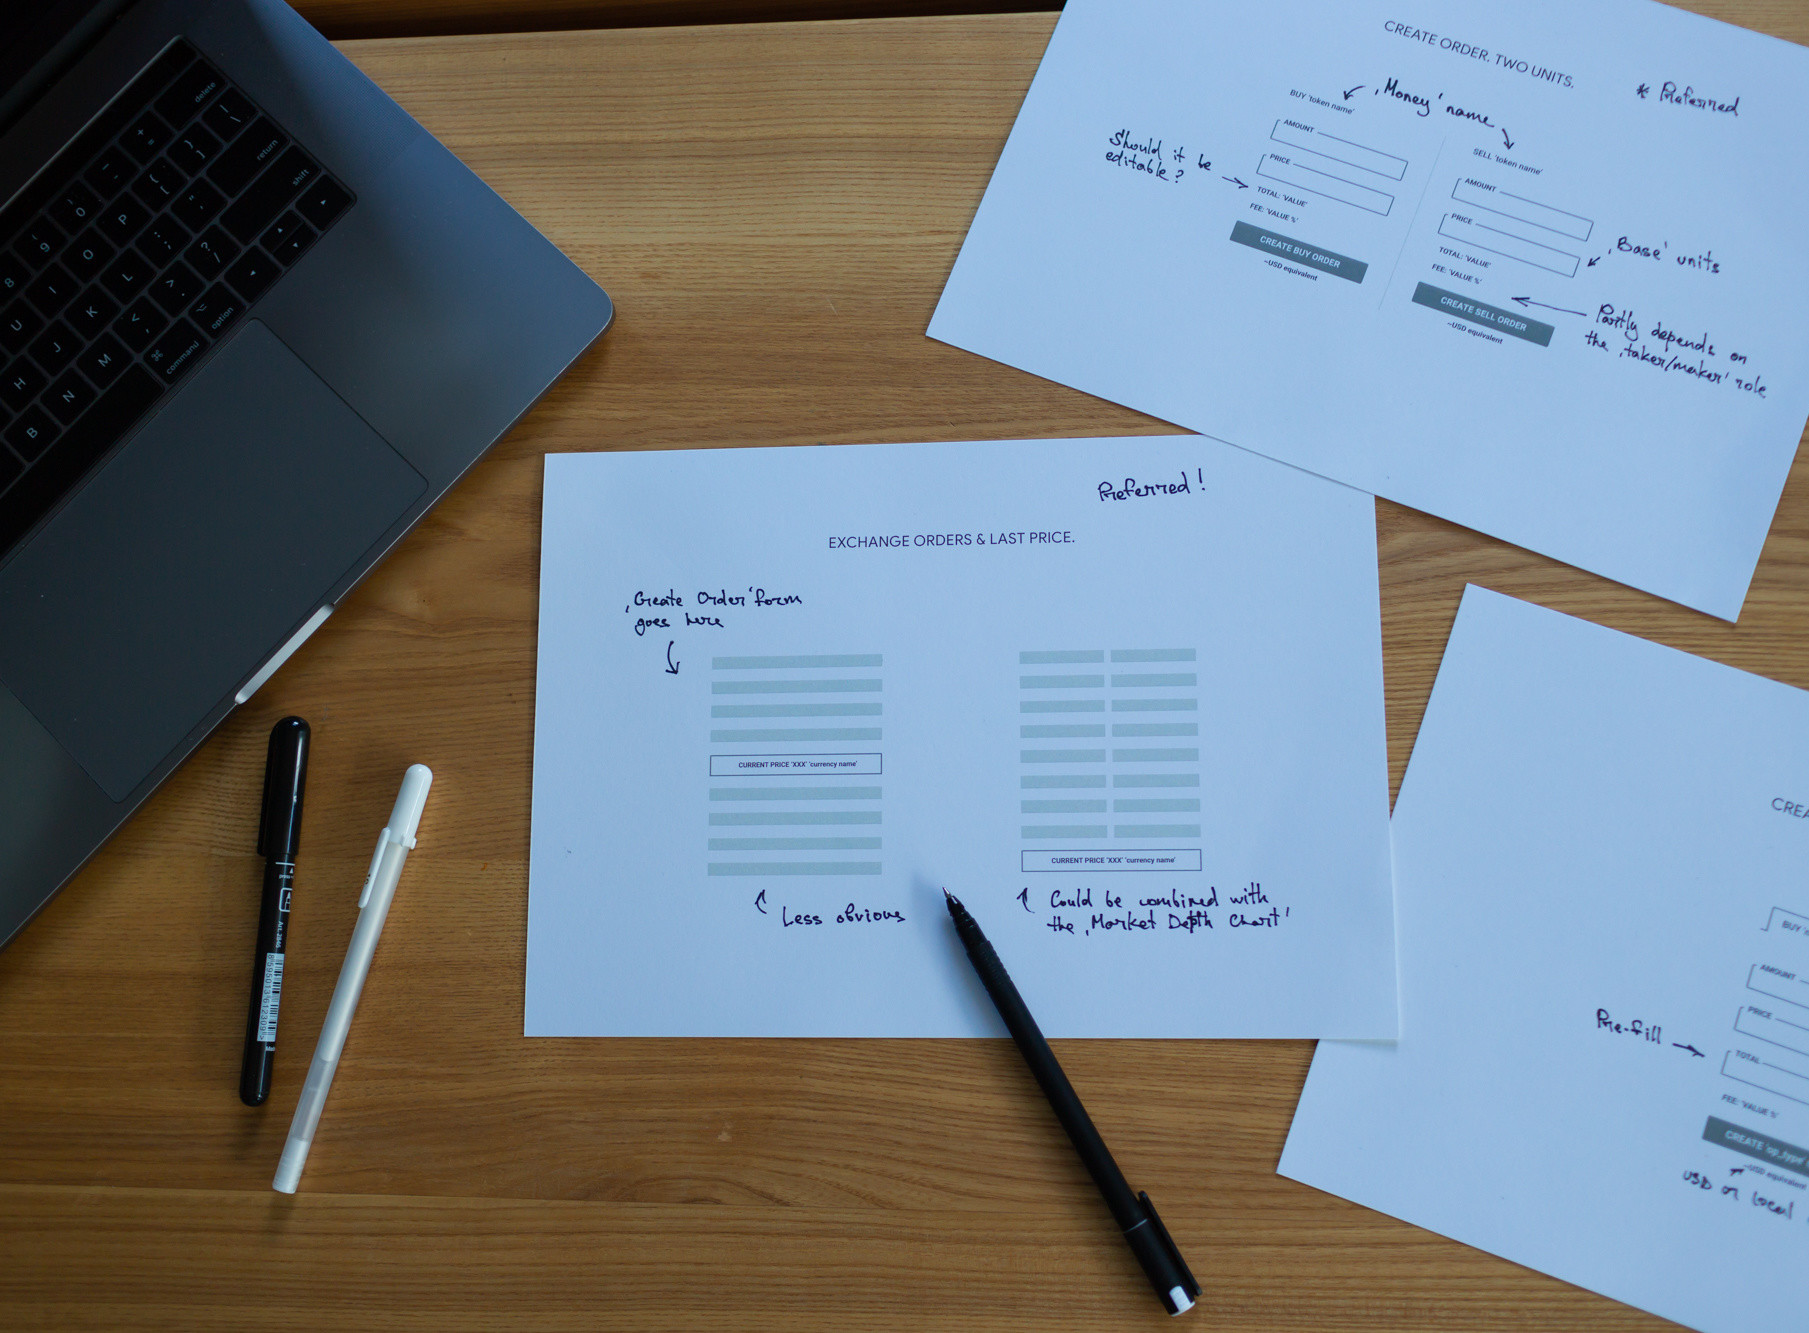 delete
return
shift
option
command
CREATE ORDER. TWO UNITS.
* Preferred
‚Money' name
BUY 'token name'
AMOUNT
PRICE
TOTAL: 'VALUE'
FEE: 'VALUE %'
CREATE BUY ORDER
~USD equivalent
Should it be
editable?
SELL 'token name'
AMOUNT
PRICE
TOTAL: 'VALUE'
FEE: 'VALUE %'
CREATE SELL ORDER
~USD equivalent
‚Base' units
Partly depends on
the ‚taker/maker' role
Preferred!
EXCHANGE ORDERS & LAST PRICE.
‚Create Order' form
goes here
CURRENT PRICE 'XXX' 'currency name'
Less obvious
CURRENT PRICE 'XXX' 'currency name'
Could be combined with
the ‚Market Depth Chart'
CREA
BUY
AMOUNT
PRICE
TOTAL
FEE: 'VALUE %'
CREATE 'op_type'
~USD equivalent
Pre-fill
USD or local